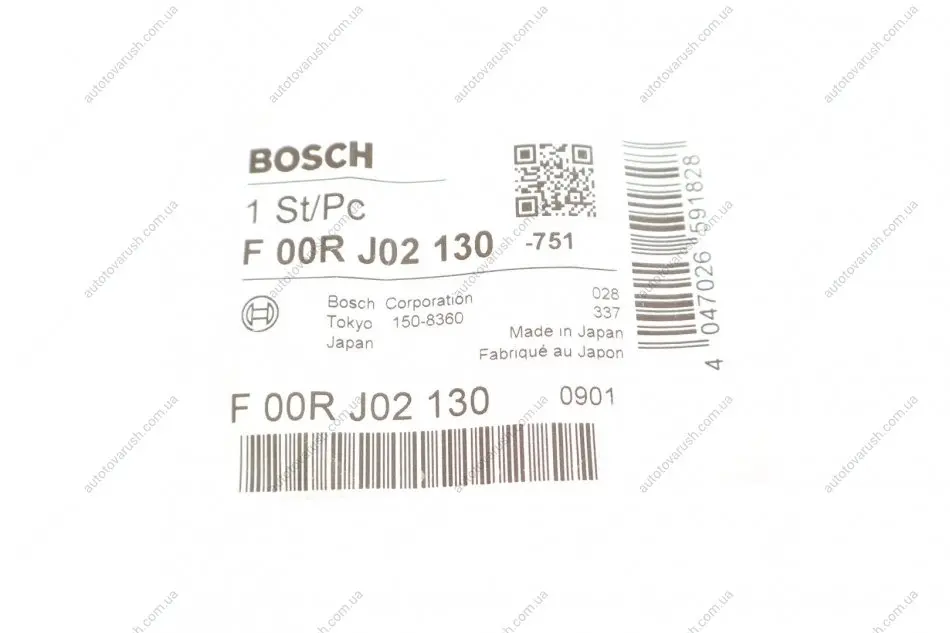 BOSCH
1 St/Pc
F 00R J02 130 -751
Bosch Corporation
Tokyo 150-8360
Japan
028
337
Made in Japan
Fabriqué au Japon
4 047026 591828
F 00R J02 130 0901
autotovarush.com.ua